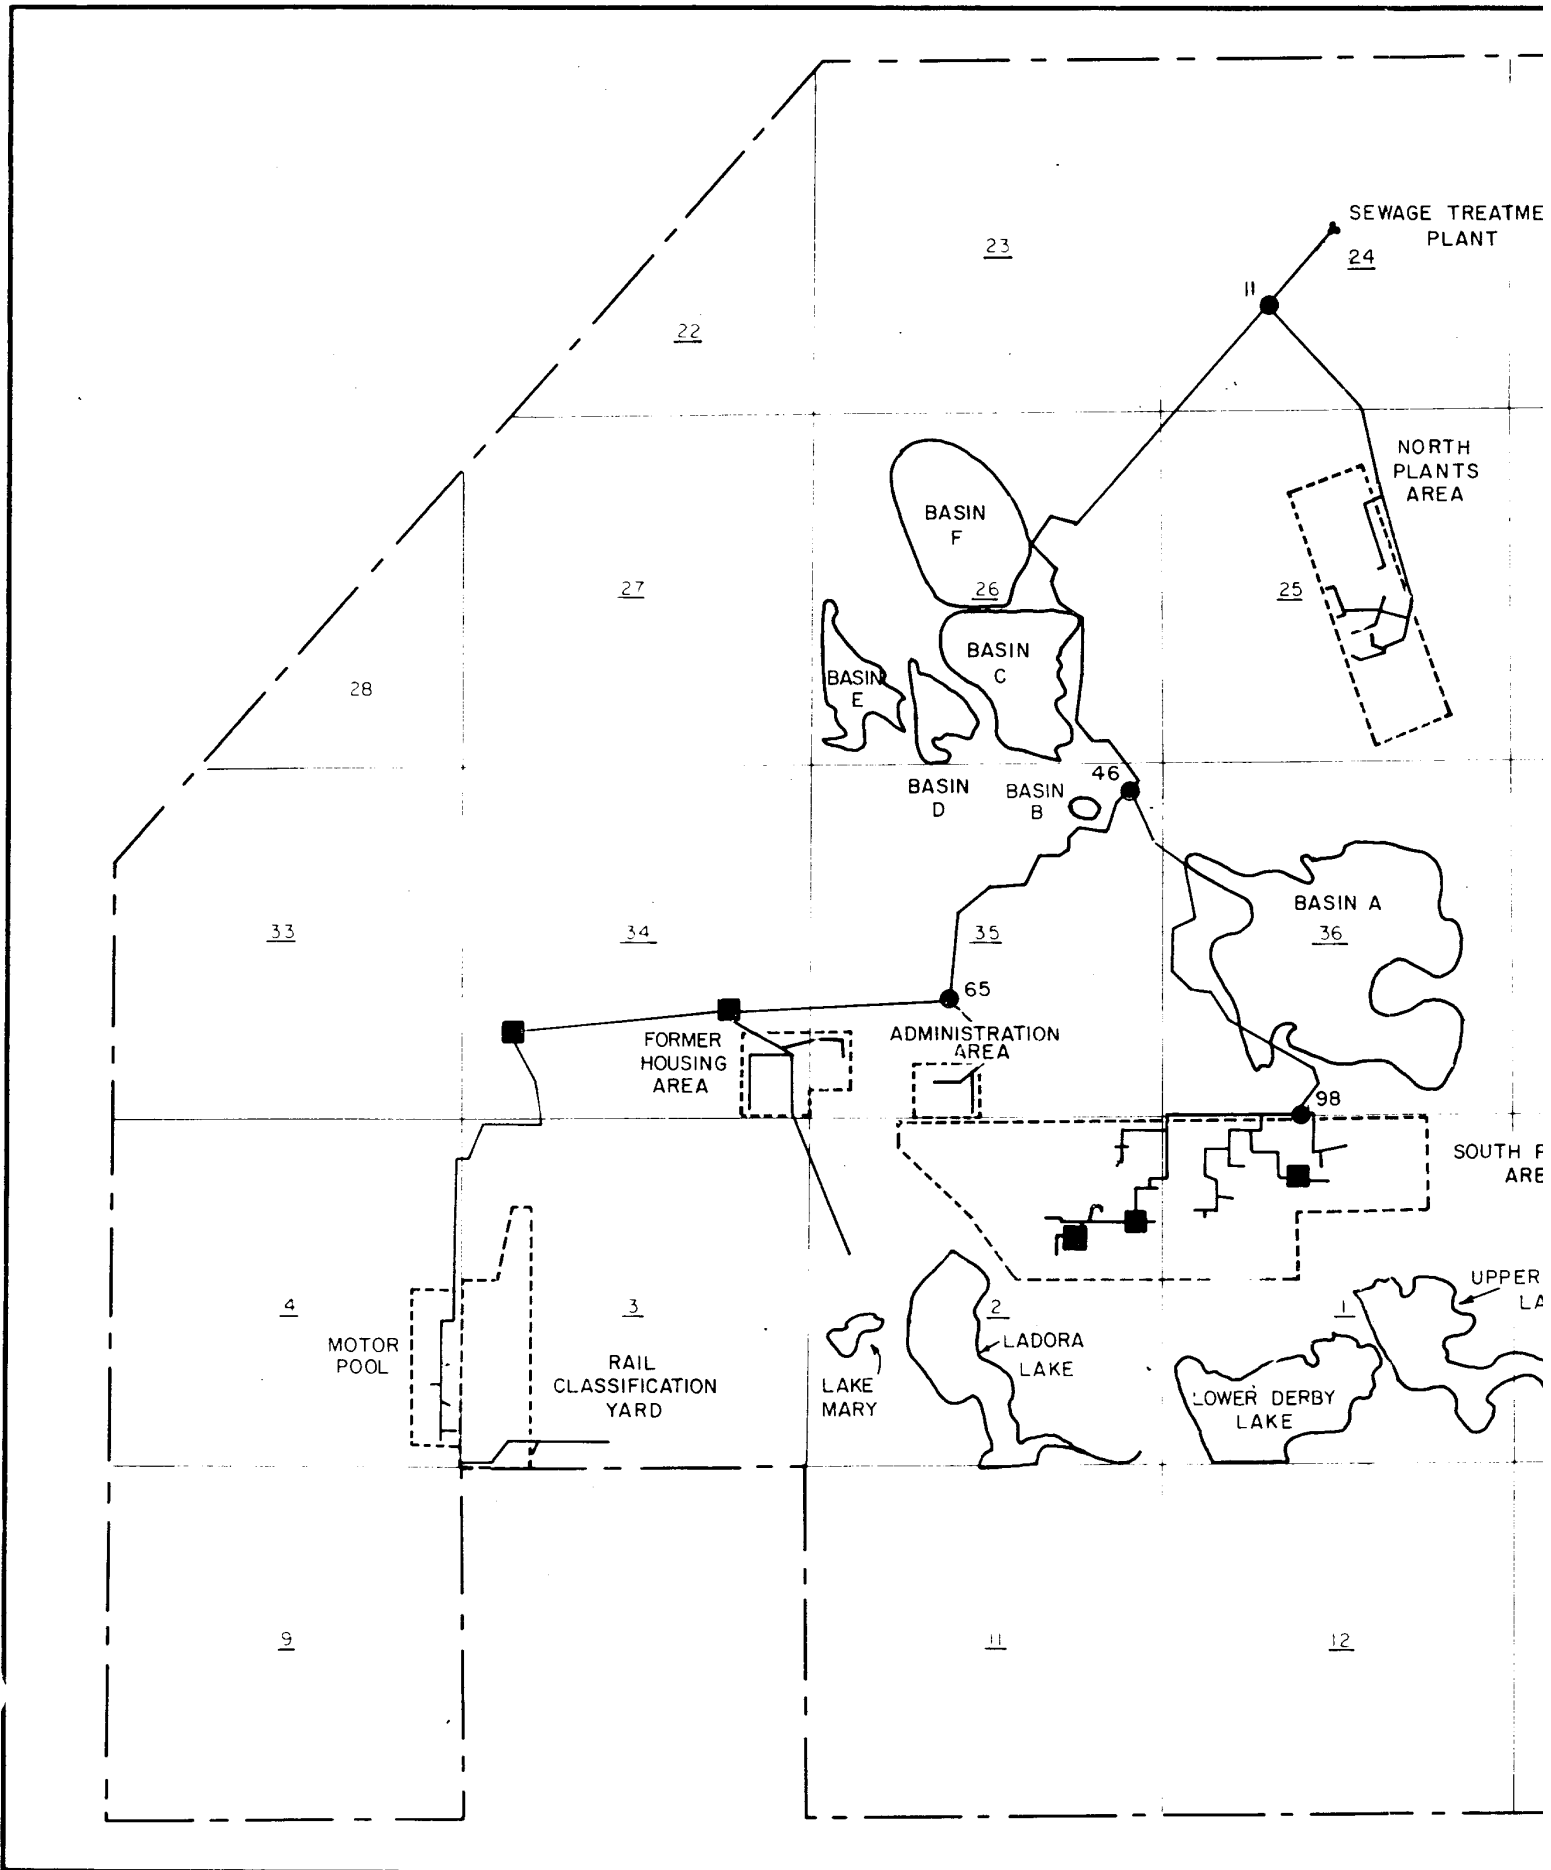 SEWAGE TREATME
PLANT
23
24
11
22
NORTH
PLANTS
AREA
BASIN
F
27
26
25
BASIN
C
BASIN
E
28
46
BASIN
D
BASIN
B
BASIN A
36
33
34
35
65
FORMER
HOUSING
AREA
ADMINISTRATION
AREA
98
SOUTH P
ARE
UPPER
LA
4
3
2
1
MOTOR
POOL
LADORA
LAKE
RAIL
CLASSIFICATION
YARD
LAKE
MARY
LOWER DERBY
LAKE
9
11
12